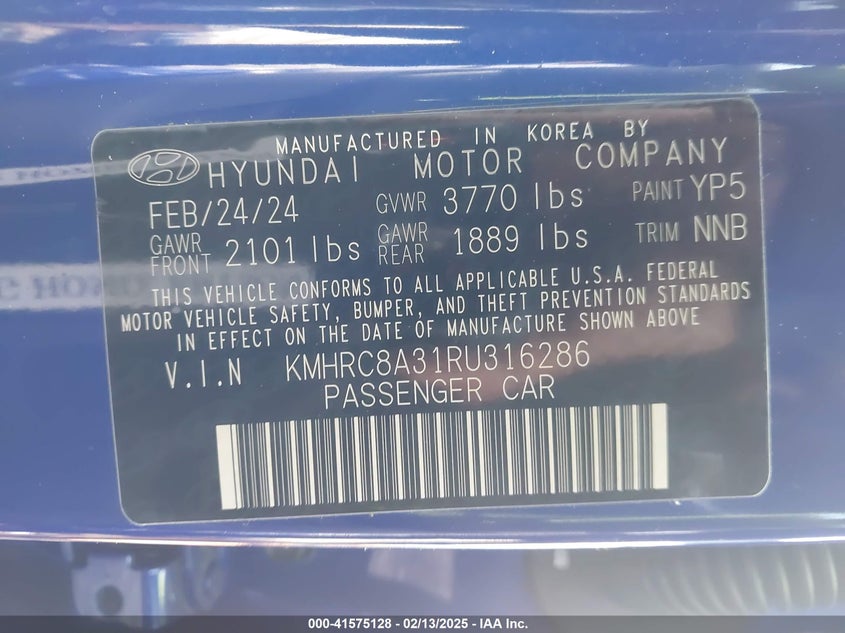 MANUFACTURED IN KOREA BY
HYUNDAI MOTOR COMPANY
FEB/24/24 GVWR 3770 lbs PAINT YP5
GAWR FRONT 2101 lbs GAWR REAR 1889 lbs TRIM NNB
THIS VEHICLE CONFORMS TO ALL APPLICABLE U.S.A. FEDERAL
MOTOR VEHICLE SAFETY, BUMPER, AND THEFT PREVENTION STANDARDS
IN EFFECT ON THE DATE OF MANUFACTURE SHOWN ABOVE
V.I.N KMHRC8A31RU316286
PASSENGER CAR
000-41575128 - 02/13/2025 - IAA Inc.